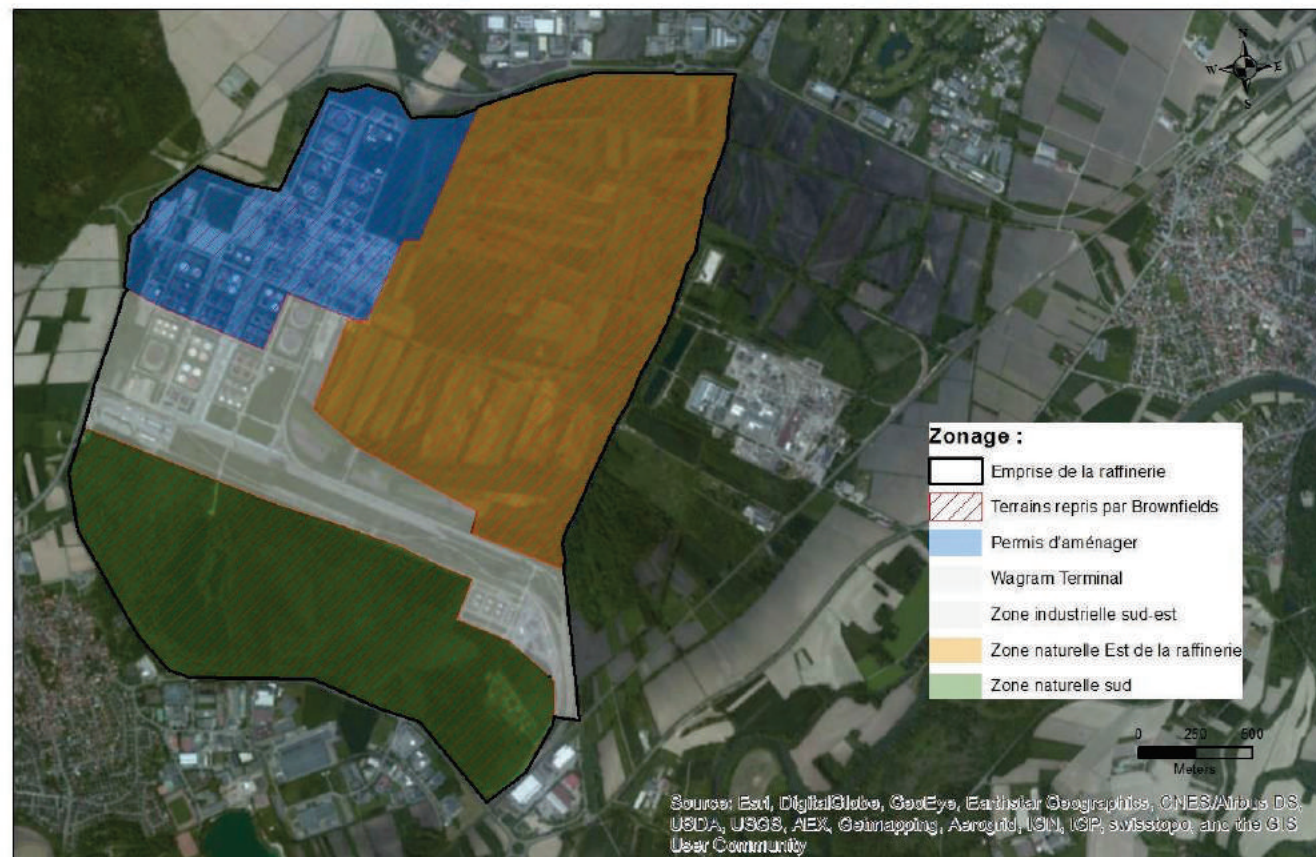 N
W E
S
Zonage :
Emprise de la raffinerie
Terrains repris par Brownfields
Permis d'aménager
Wagram Terminal
Zone industrielle sud-est
Zone naturelle Est de la raffinerie
Zone naturelle sud
0 250 500
Meters
Source: Esri, DigitalGlobe, GeoEye, Earthstar Geographics, CNES/Airbus DS,
USDA, USGS, AEX, Getmapping, Aerogrid, IGN, IGP, swisstopo, and the GIS
User Community